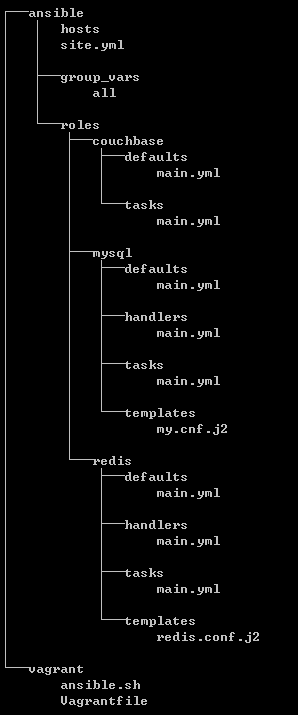 ansible
hosts
site.yml
group_vars
all
roles
couchbase
defaults
main.yml
tasks
main.yml
mysql
defaults
main.yml
handlers
main.yml
tasks
main.yml
templates
my.cnf.j2
redis
defaults
main.yml
handlers
main.yml
tasks
main.yml
templates
redis.conf.j2
vagrant
ansible.sh
Vagrantfile